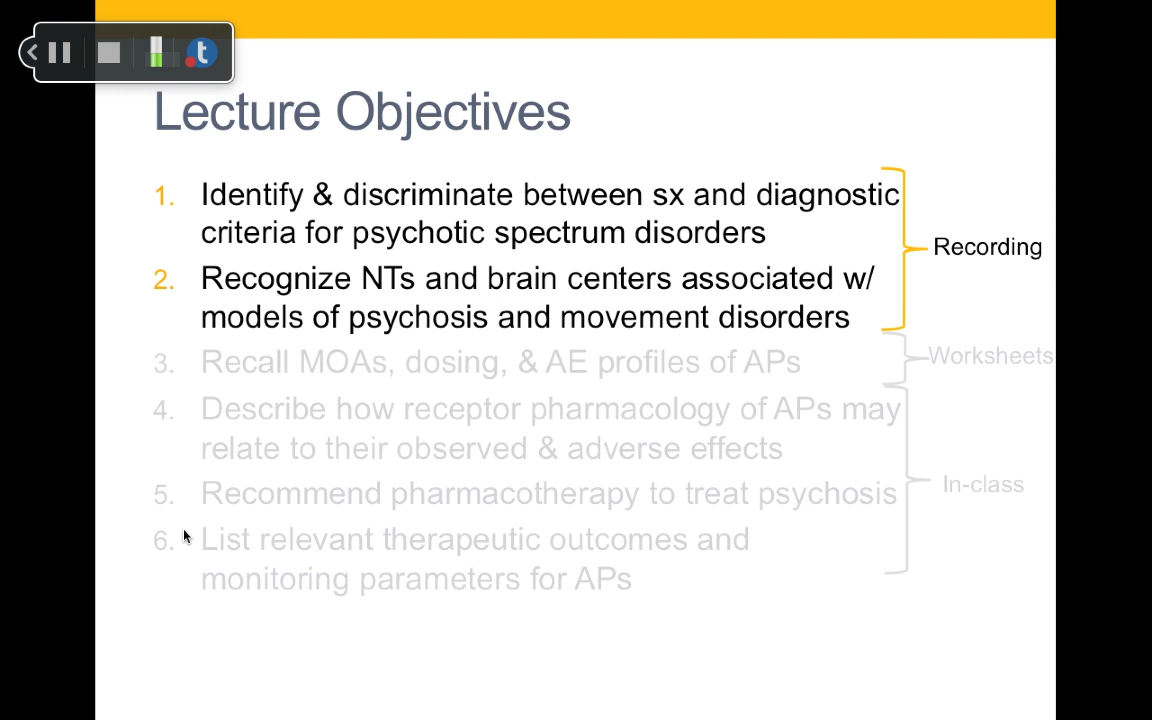 Lecture Objectives
1. Identify & discriminate between sx and diagnostic
criteria for psychotic spectrum disorders
2. Recognize NTs and brain centers associated w/
models of psychosis and movement disorders
Recording
3. Recall MOAs, dosing, & AE profiles of APs
Worksheets
4. Describe how receptor pharmacology of APs may
relate to their observed & adverse effects
5. Recommend pharmacotherapy to treat psychosis
6. List relevant therapeutic outcomes and
monitoring parameters for APs
In-class
t